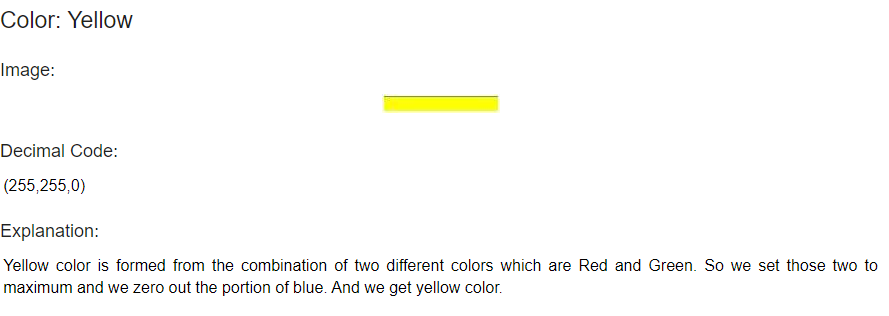 Color: Yellow
Image:
Decimal Code:
(255,255,0)
Explanation:
Yellow color is formed from the combination of two different colors which are Red and Green. So we set those two to
maximum and we zero out the portion of blue. And we get yellow color.